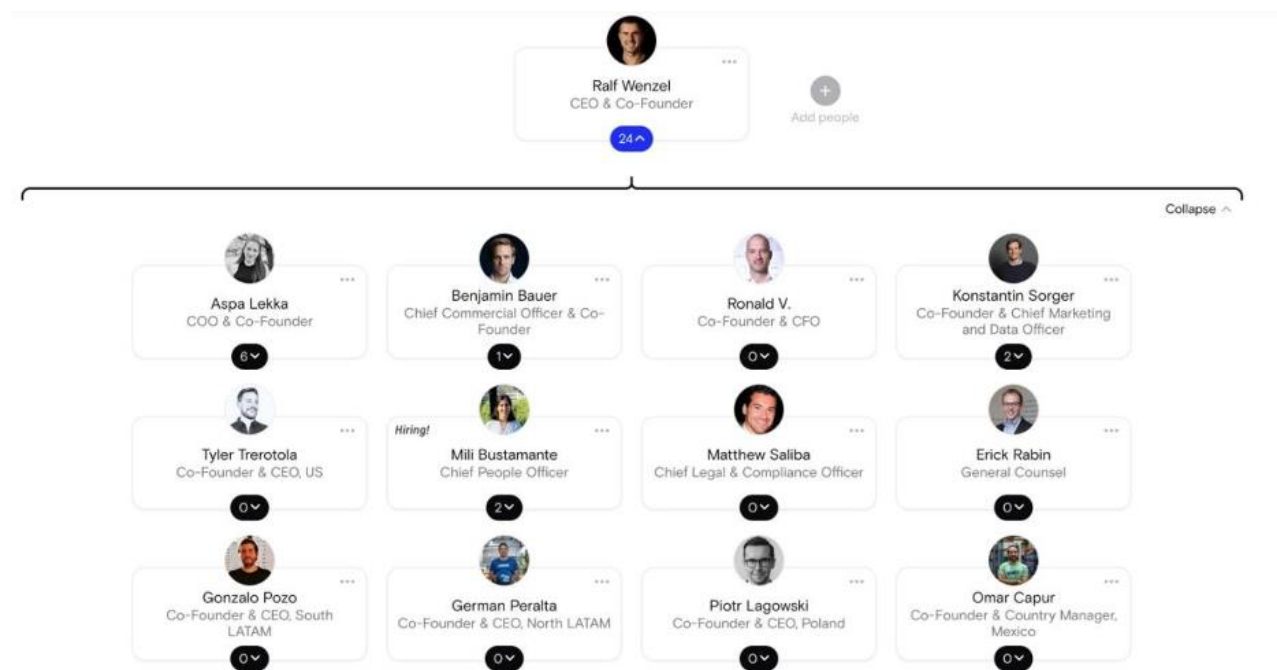 Ralf Wenzel
CEO & Co-Founder
24
Add people
Collapse
Aspa Lekka
COO & Co-Founder
6
Benjamin Bauer
Chief Commercial Officer & Co-
Founder
1
Ronald V.
Co-Founder & CFO
0
Konstantin Sorger
Co-Founder & Chief Marketing
and Data Officer
2
Tyler Trerotola
Co-Founder & CEO, US
0
Hiring!
Mili Bustamante
Chief People Officer
2
Matthew Saliba
Chief Legal & Compliance Officer
0
Erick Rabin
General Counsel
0
Gonzalo Pozo
Co-Founder & CEO, South
LATAM
0
German Peralta
Co-Founder & CEO, North LATAM
0
Piotr Lagowski
Co-Founder & CEO, Poland
0
Omar Capur
Co-Founder & Country Manager,
Mexico
0